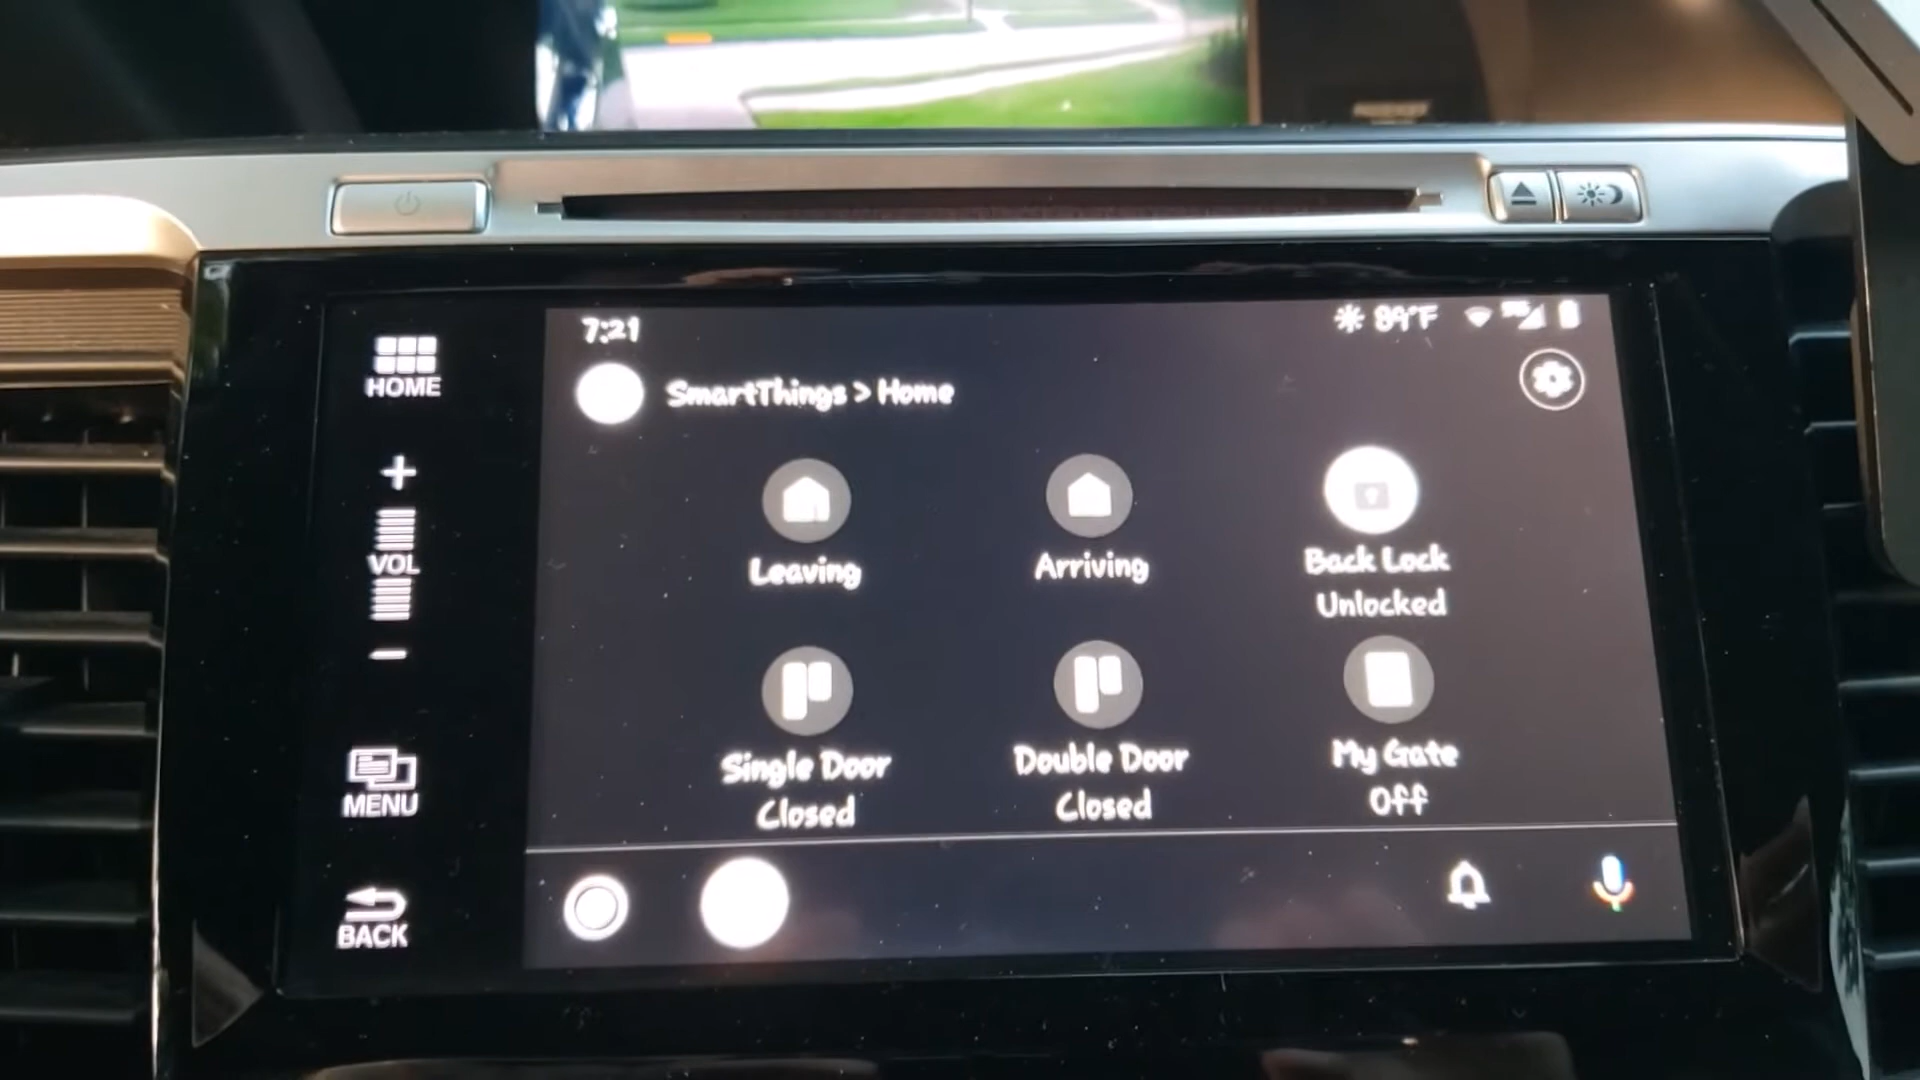 HOME
VOL
MENU
BACK
7:21
89°F
SmartThings > Home
Leaving
Arriving
Back Lock
Unlocked
Single Door
Closed
Double Door
Closed
My Gate
Off